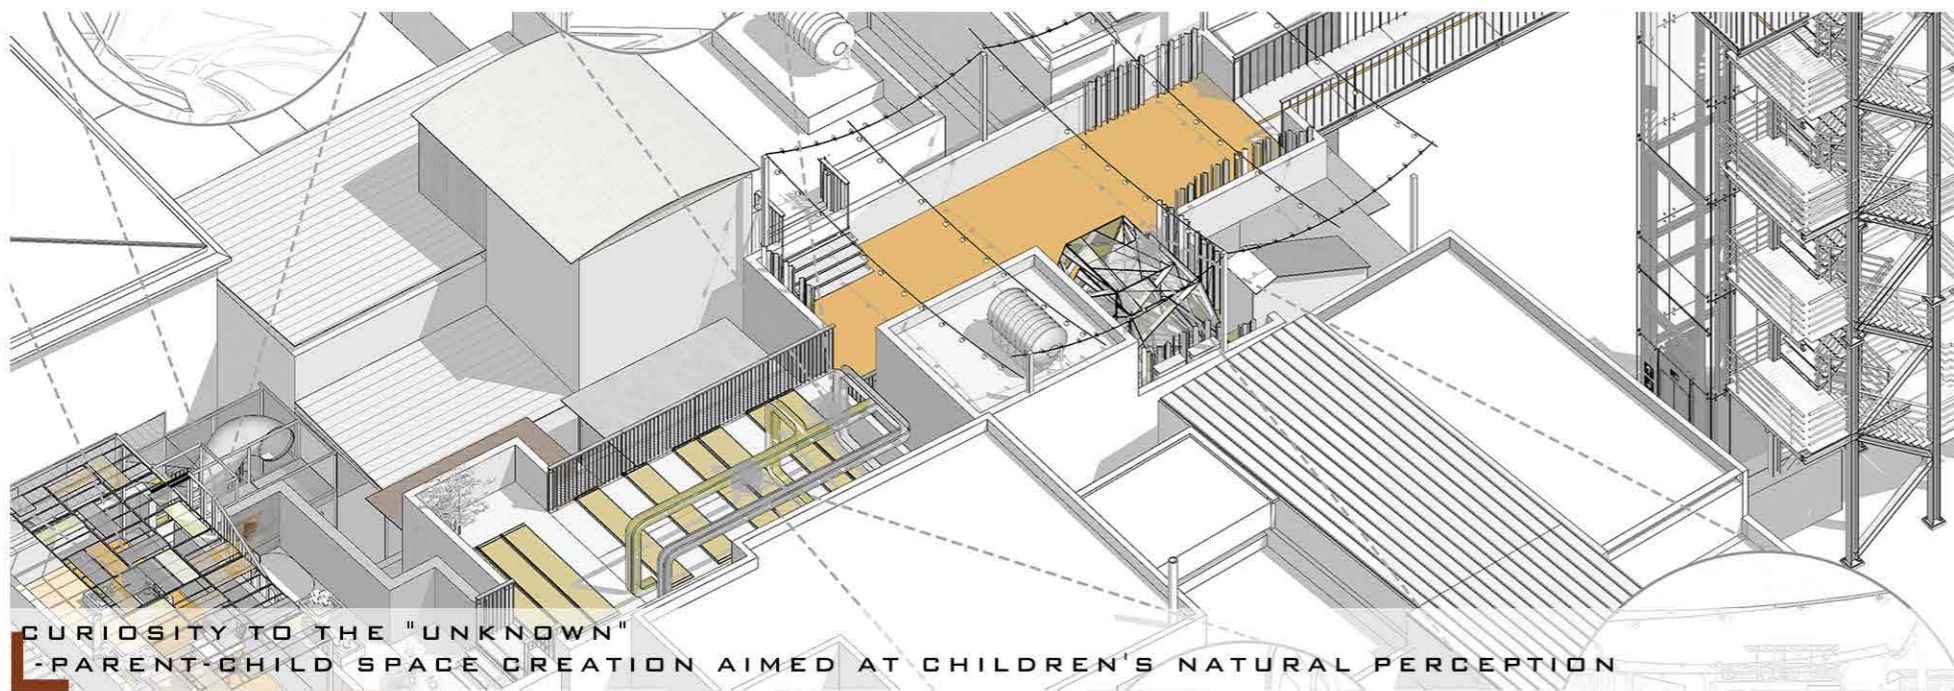 CURIOSITY TO THE "UNKNOWN"
-PARENT-CHILD SPACE CREATION AIMED AT CHILDREN'S NATURAL PERCEPTION